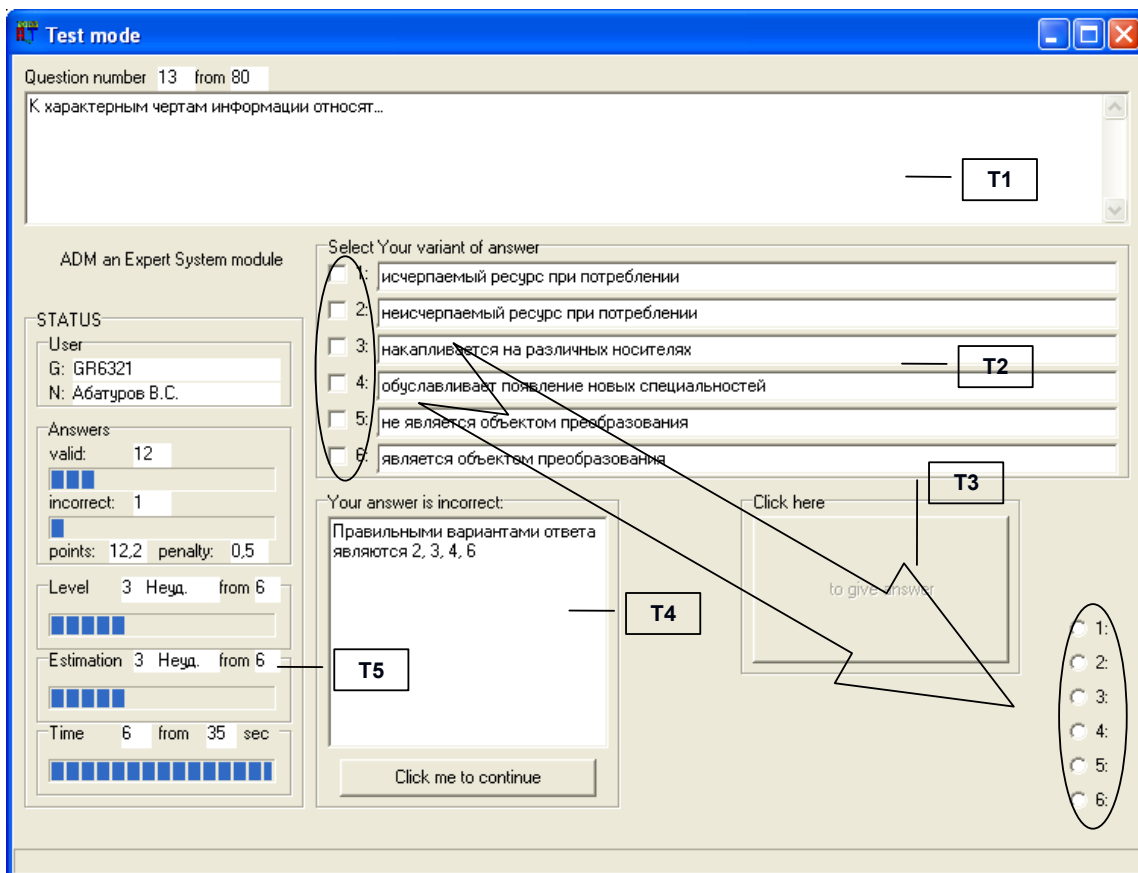 Test mode
Question number 13 from 80
К характерным чертам информации относят...
T1
ADM an Expert System module
Select Your variant of answer
1: исчерпаемый ресурс при потреблении
2: неисчерпаемый ресурс при потреблении
3: накапливается на различных носителях
T2
4: обуславливает появление новых специальностей
5: не является объектом преобразования
6: является объектом преобразования
STATUS
User
G: GR6321
N: Абатуров В.С.
Answers
valid: 12
incorrect: 1
points: 12,2 penalty: 0,5
Level 3 Неуд. from 6
Estimation 3 Неуд. from 6
T5
Time 6 from 35 sec
Your answer is incorrect:
Правильными вариантами ответа
являются 2, 3, 4, 6
T4
Click me to continue
T3
Click here
to give answer
1:
2:
3:
4:
5:
6: